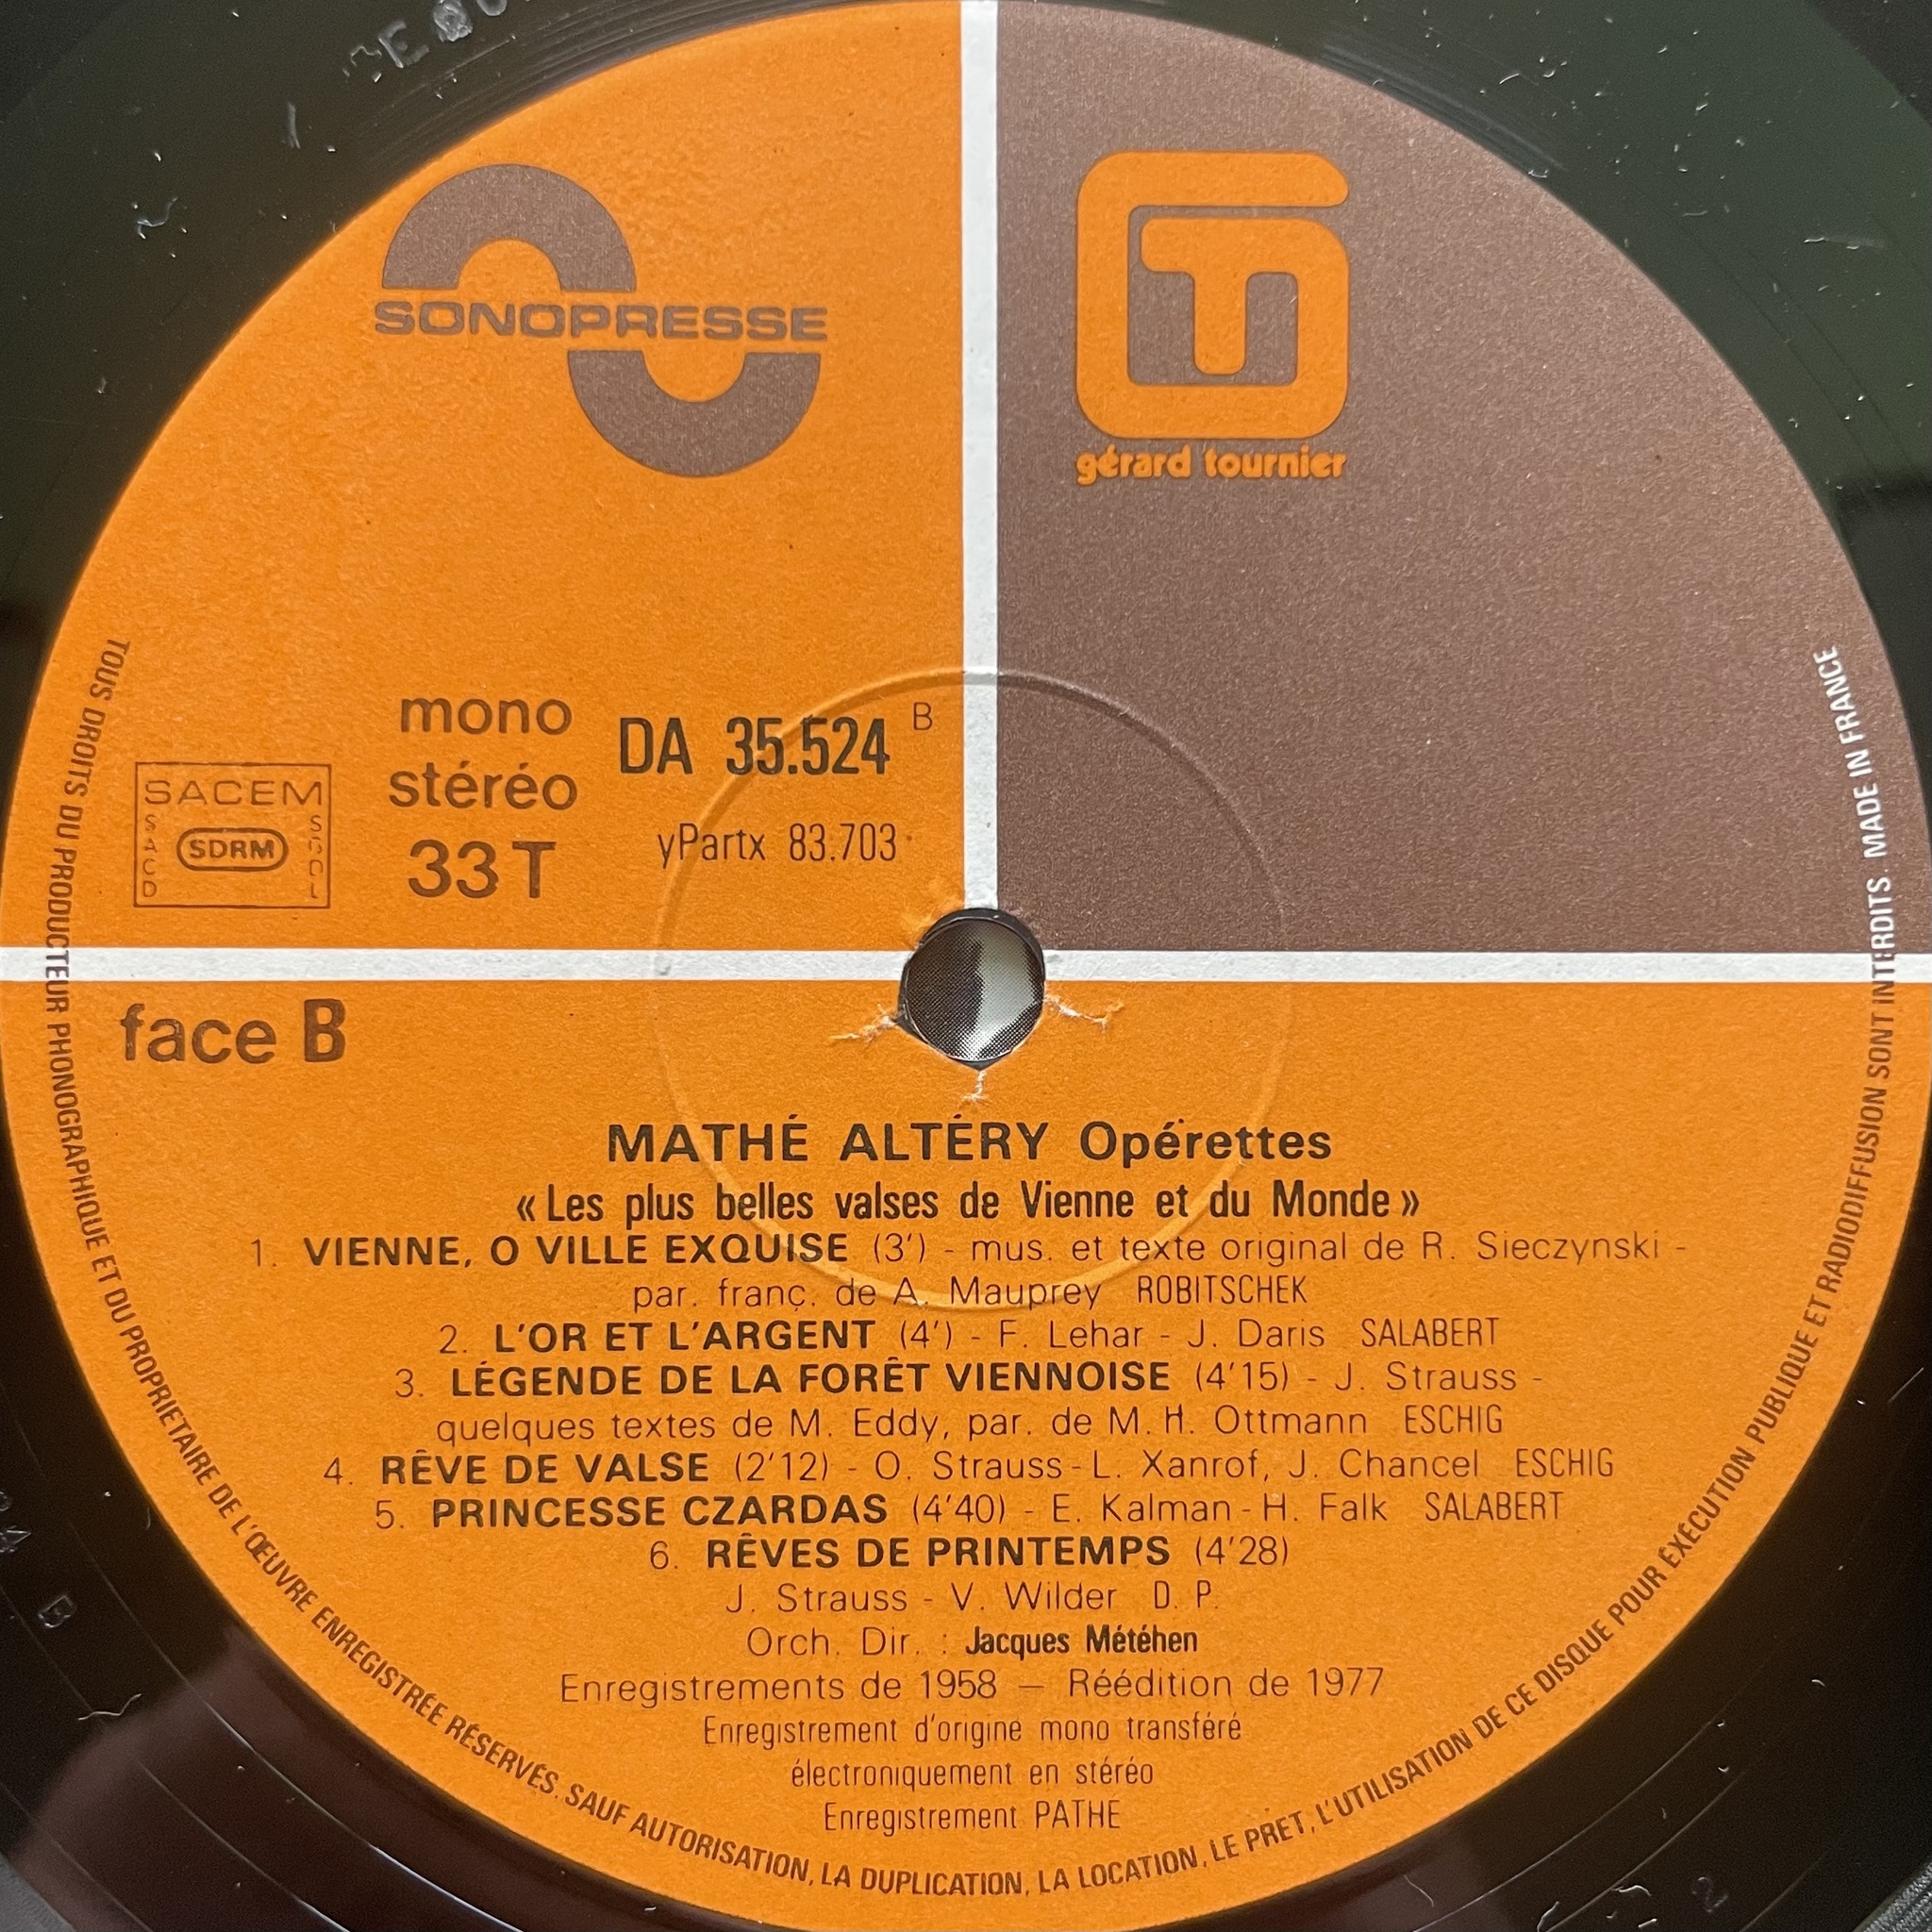 SONOPRESSE
gérard tournier
mono
stéréo
33 T
DA 35.524 B
yPartx 83.703
SACEM
SACD
SDRM
SGDL
face B
MATHÉ ALTÉRY Opérettes
« Les plus belles valses de Vienne et du Monde »
1. VIENNE, O VILLE EXQUISE (3') - mus. et texte original de R. Sieczynski -
par. franç. de A. Mauprey ROBITSCHEK
2. L'OR ET L'ARGENT (4') - F. Lehar - J. Daris SALABERT
3. LÉGENDE DE LA FORÊT VIENNOISE (4'15) - J. Strauss -
quelques textes de M. Eddy, par. de M. H. Ottmann ESCHIG
4. RÊVE DE VALSE (2'12) - O. Strauss - L. Xanrof, J. Chancel ESCHIG
5. PRINCESSE CZARDAS (4'40) - E. Kalman - H. Falk SALABERT
6. RÊVES DE PRINTEMPS (4'28)
J. Strauss - V. Wilder D. P.
Orch. Dir. : Jacques Météhen
Enregistrements de 1958 — Réédition de 1977
Enregistrement d'origine mono transféré
électroniquement en stéréo
Enregistrement PATHE
TOUS DROITS DU PRODUCTEUR PHONOGRAPHIQUE ET DU PROPRIETAIRE DE L'ŒUVRE ENREGISTRÉE RÉSERVÉS. SAUF AUTORISATION, LA DUPLICATION, LA LOCATION, LE PRET, L'UTILISATION DE CE DISQUE POUR EXÉCUTION PUBLIQUE ET RADIODIFFUSION SONT INTERDITS. MADE IN FRANCE